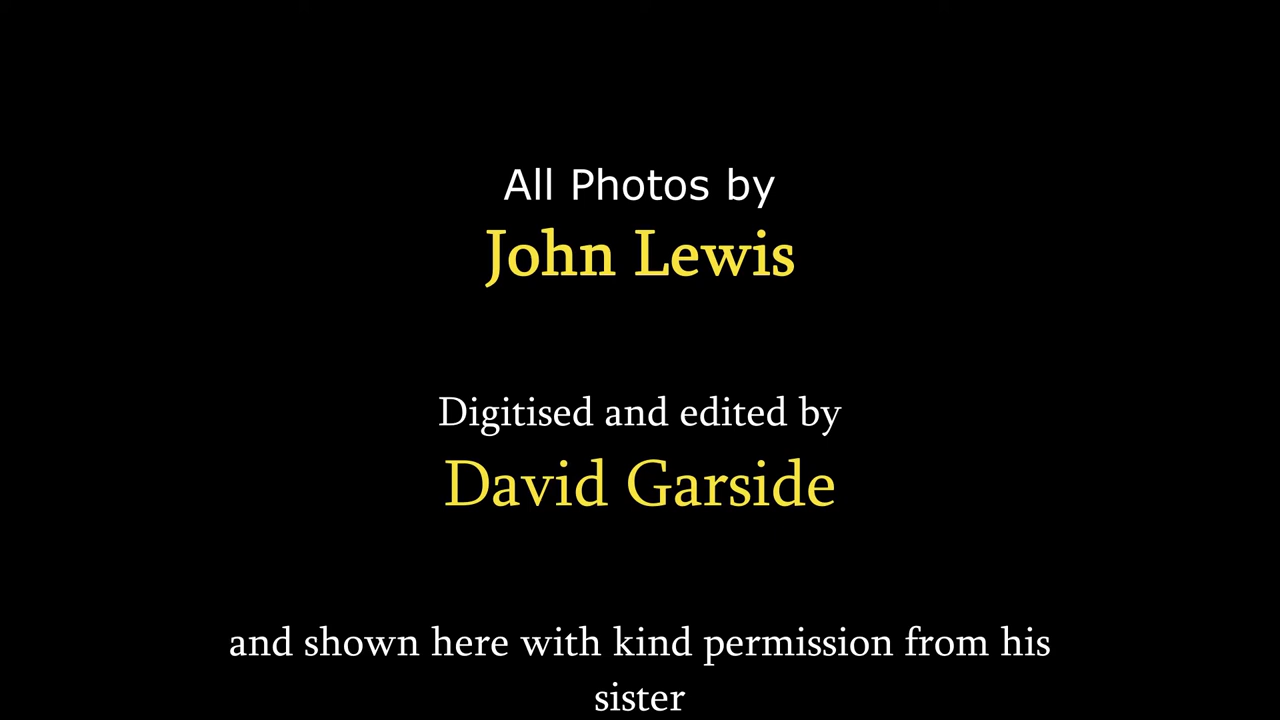 All Photos by
John Lewis
Digitised and edited by
David Garside
and shown here with kind permission from his
sister